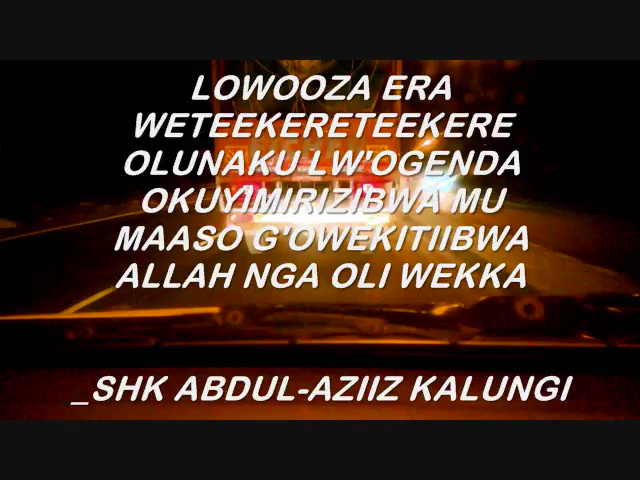 LOWOOZA ERA
WETEEKERETEEKERE
OLUNAKU LW'OGENDA
OKUYIMIRIZIBWA MU
MAASO G'OWEKITIIBWA
ALLAH NGA OLI WEKKA
_SHK ABDUL-AZIIZ KALUNGI